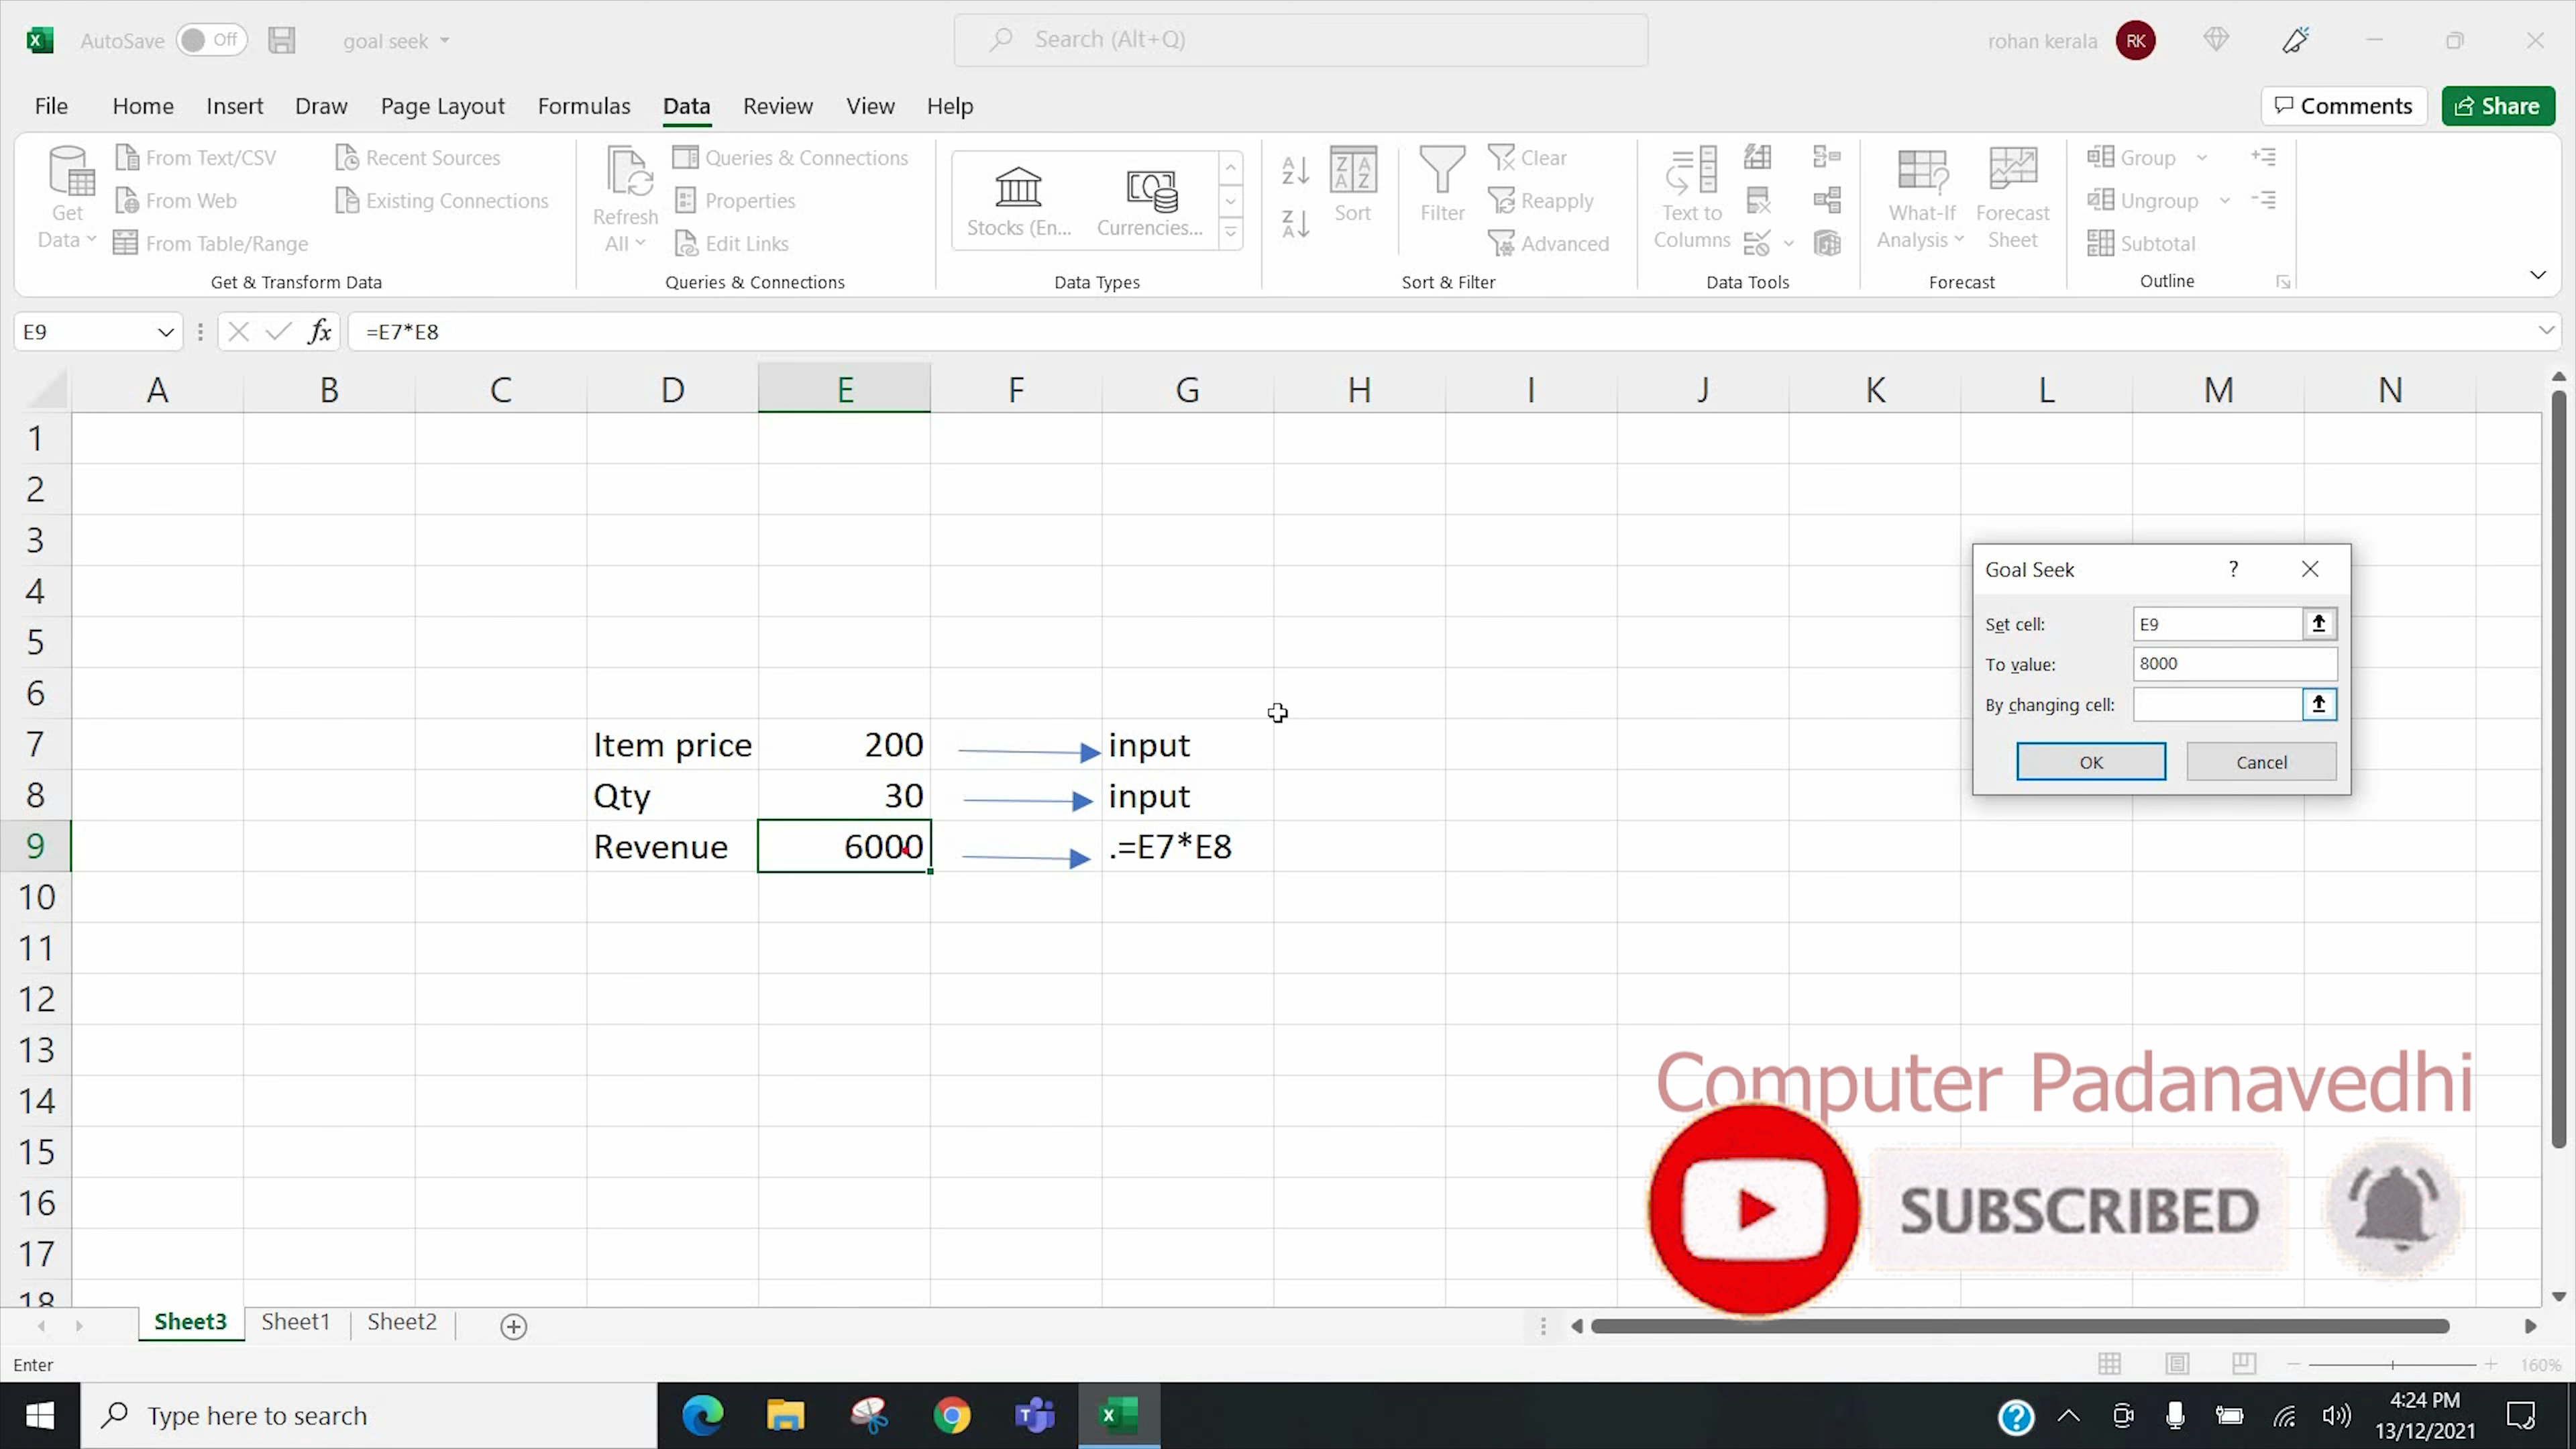 AutoSave Off goal seek Search (Alt+Q) rohan kerala RK
File Home Insert Draw Page Layout Formulas Data Review View Help Comments Share
Get Data
From Text/CSV
From Web
From Table/Range
Recent Sources
Existing Connections
Get & Transform Data
Refresh All
Queries & Connections
Properties
Edit Links
Queries & Connections
Stocks (En... Currencies...
Data Types
Sort
Filter
Clear
Reapply
Advanced
Sort & Filter
Text to Columns
Data Tools
What-If Analysis
Forecast Sheet
Forecast
Group
Ungroup
Subtotal
Outline
E9 fx =E7*E8
A B C D E F G H I J K L M N
1
2
3
4
5
6
7 Item price 200 input
8 Qty 30 input
9 Revenue 6000 .=E7*E8
10
11
12
13
14
15
16
17
18
Goal Seek ?
Set cell: E9
To value: 8000
By changing cell:
OK Cancel
Computer Padanavedhi
SUBSCRIBED
Sheet3 Sheet1 Sheet2
Enter 160%
Type here to search
4:24 PM
13/12/2021